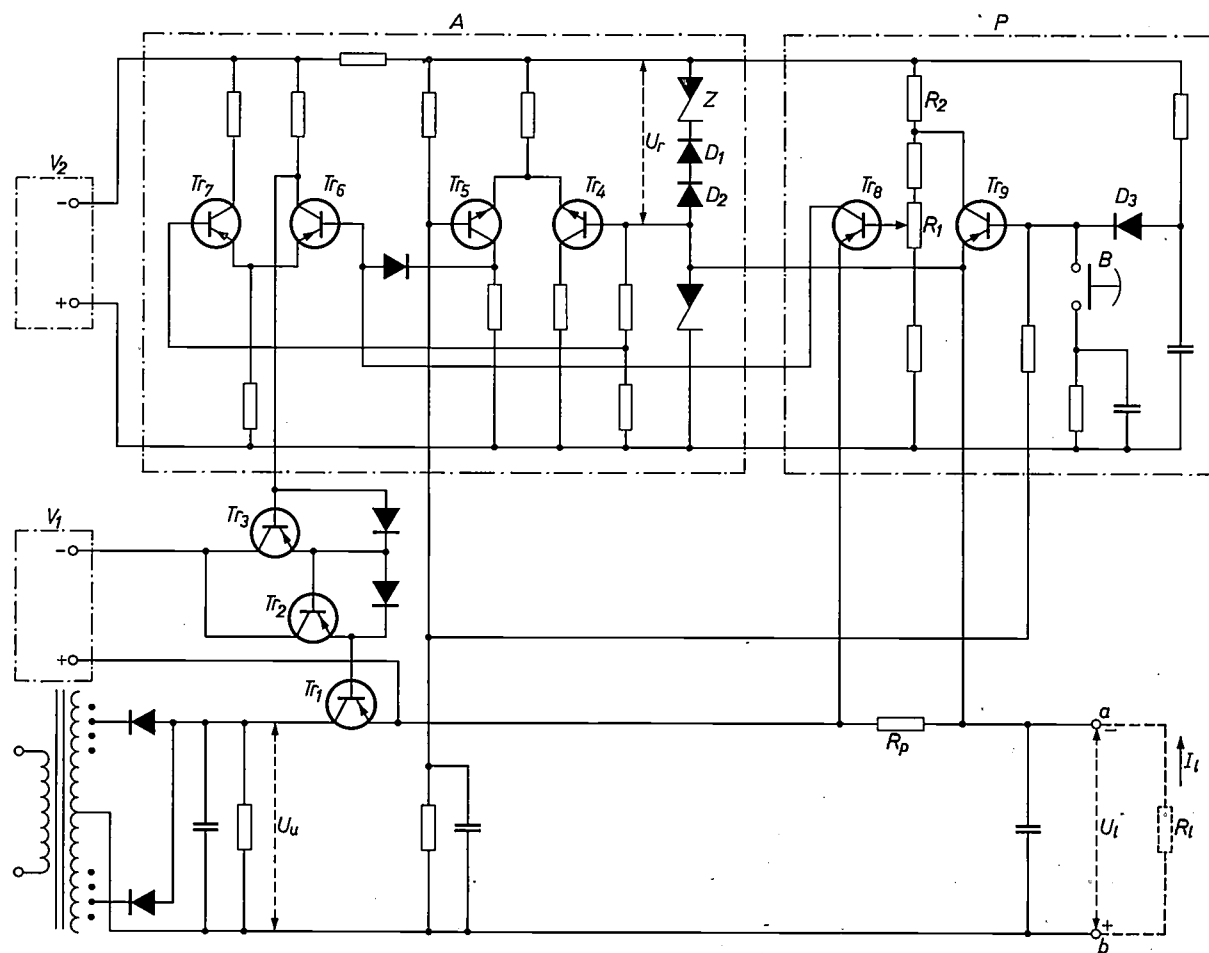 A
P
V₂
−
+
Tr₇
Tr₆
Tr₅
Tr₄
Uᵣ
Z
D₁
D₂
Tr₈
R₁
R₂
Tr₉
D₃
B
V₁
−
+
Tr₃
Tr₂
Tr₁
Uᵤ
Rₚ
a
−
Uₗ
+
b
Iₗ
Rₗ